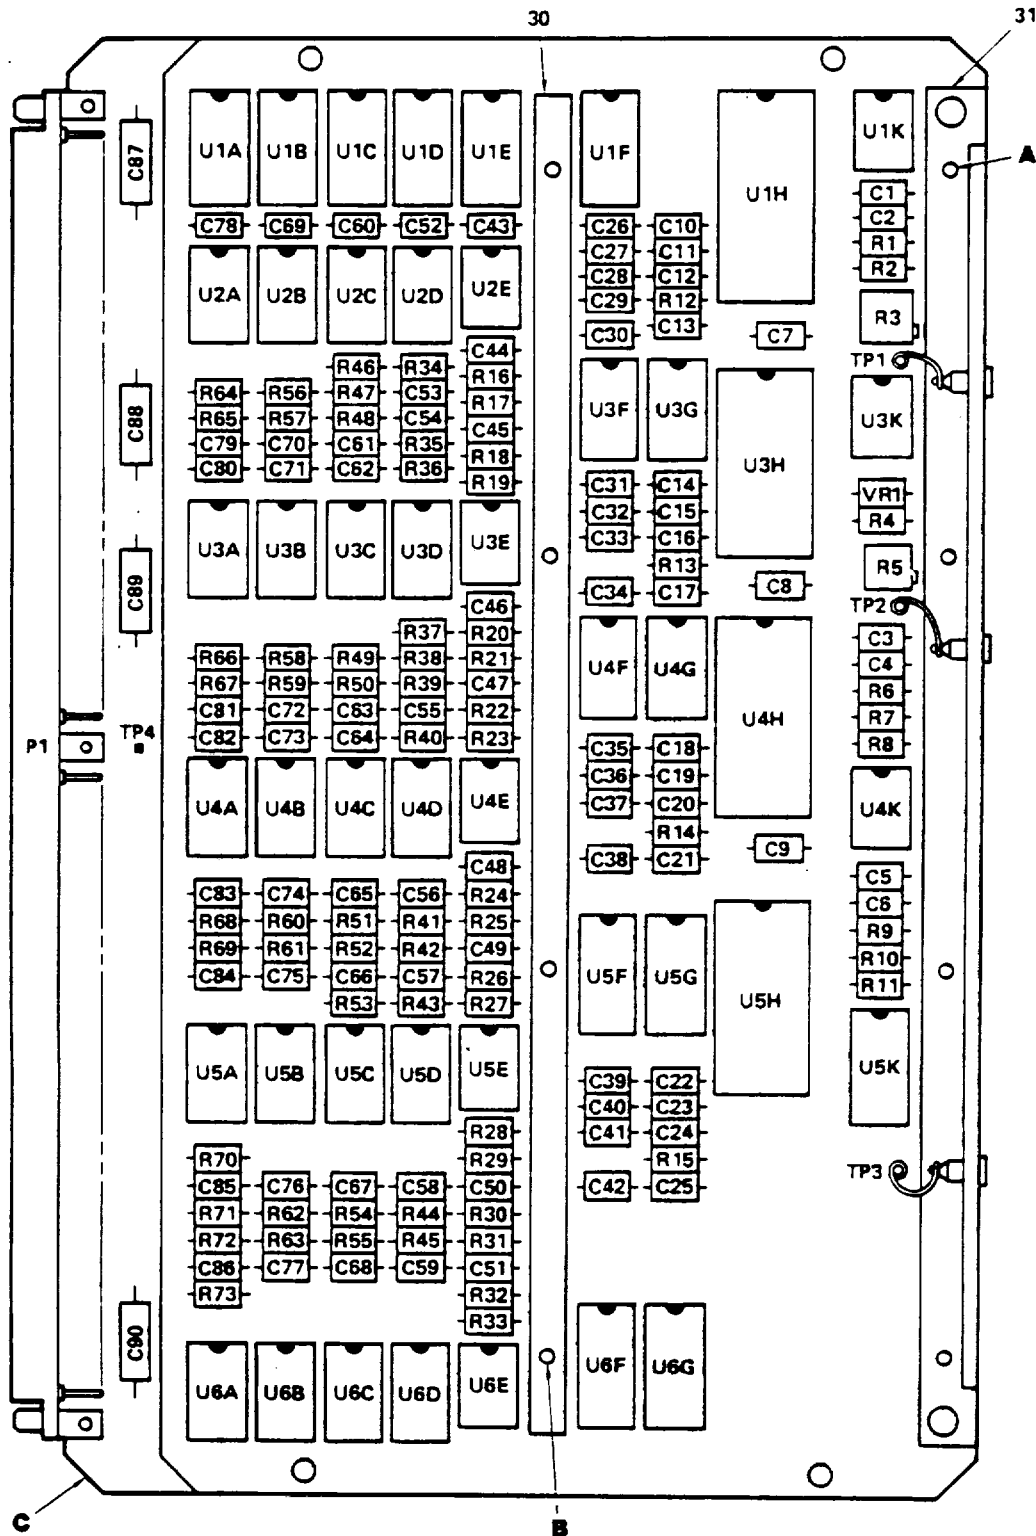 30 31
C87 U1A U1B U1C U1D U1E U1F U1H U1K A
C1
C78 C69 C60 C52 C43 C26 C10 C2
C27 C11 R1
U2A U2B U2C U2D U2E C28 C12 R2
C29 R12 R3
C30 C13 C7
C44 TP1
R46 R34 R16
C88 R64 R56 R47 C53 R17 U3F U3G U3K
R65 R57 R48 C54 C45
C79 C70 C61 R35 R18 U3H
C80 C71 C62 R36 R19 C31 C14 VR1
C32 C15 R4
U3A U3B U3C U3D U3E C33 C16
R13 R5
C89 C34 C17 C8
C46 TP2
R37 R20 C3
R66 R58 R49 R38 R21 U4F U4G C4
R67 R59 R50 R39 C47 R6
C81 C72 C63 C55 R22 U4H R7
P1 TP4 C82 C73 C64 R40 R23 C35 C18 R8
C36 C19
U4A U4B U4C U4D U4E C37 C20 U4K
R14
C48 C38 C21 C9
C83 C74 C65 C56 R24 C5
R68 R60 R51 R41 R25 C6
R69 R61 R52 R42 C49 R9
C84 C75 C66 C57 R26 U5F U5G R10
R53 R43 R27 U5H R11
U5A U5B U5C U5D U5E C39 C22 U5K
C40 C23
R28 C41 C24
R70 R29 R15 TP3
C85 C76 C67 C58 C50 C42 C25
R71 R62 R54 R44 R30
R72 R63 R55 R45 R31
C86 C77 C68 C59 C51
R73 R32
R33
C90
U6A U6B U6C U6D U6E U6F U6G
C B